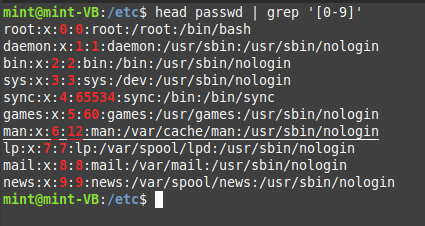 mint@mint-VB:/etc$ head passwd | grep '[0-9]'
root:x:0:0:root:/root:/bin/bash
daemon:x:1:1:daemon:/usr/sbin:/usr/sbin/nologin
bin:x:2:2:bin:/bin:/usr/sbin/nologin
sys:x:3:3:sys:/dev:/usr/sbin/nologin
sync:x:4:65534:sync:/bin:/bin/sync
games:x:5:60:games:/usr/games:/usr/sbin/nologin
man:x:6:12:man:/var/cache/man:/usr/sbin/nologin
lp:x:7:7:lp:/var/spool/lpd:/usr/sbin/nologin
mail:x:8:8:mail:/var/mail:/usr/sbin/nologin
news:x:9:9:news:/var/spool/news:/usr/sbin/nologin
mint@mint-VB:/etc$